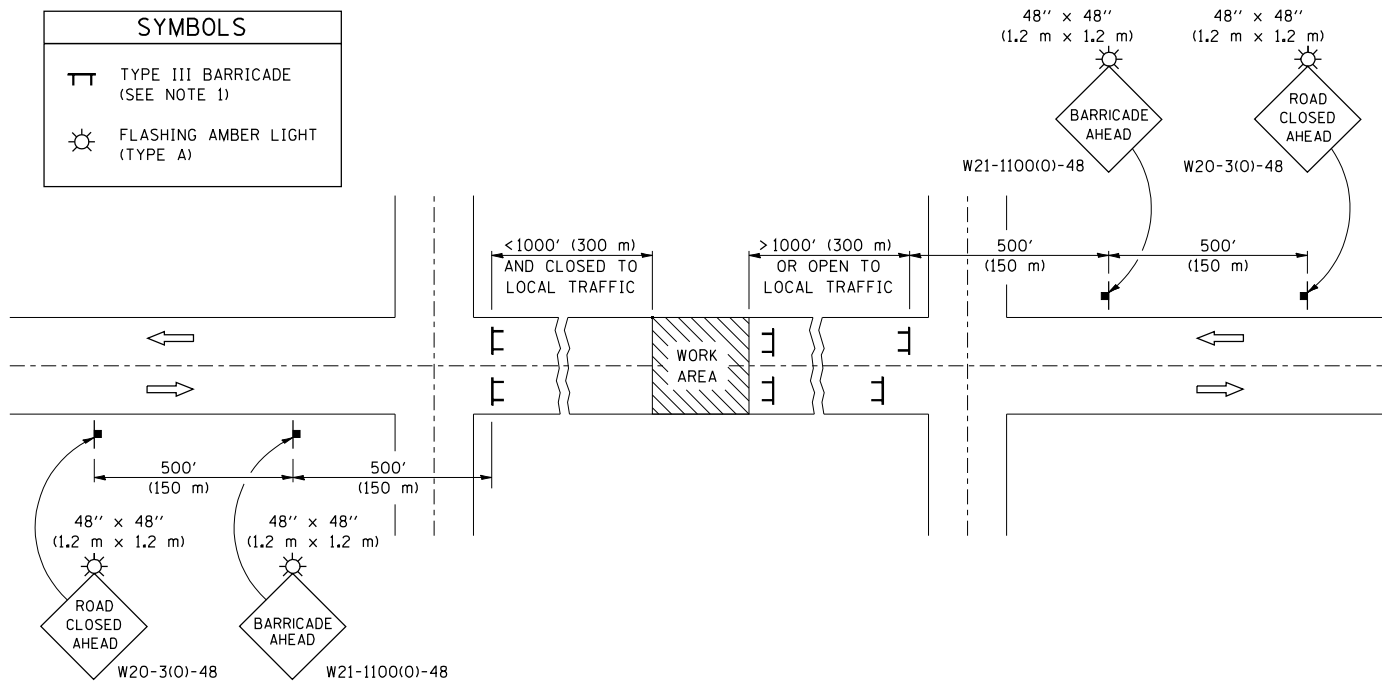 SYMBOLS
TYPE III BARRICADE
(SEE NOTE 1)
FLASHING AMBER LIGHT
(TYPE A)
48'' x 48''
(1.2 m x 1.2 m)
48'' x 48''
(1.2 m x 1.2 m)
BARRICADE
AHEAD
ROAD
CLOSED
AHEAD
W21-1100(O)-48
W20-3(O)-48
<1000' (300 m)
AND CLOSED TO
LOCAL TRAFFIC
>1000' (300 m)
OR OPEN TO
LOCAL TRAFFIC
500'
(150 m)
500'
(150 m)
WORK
AREA
500'
(150 m)
500'
(150 m)
48'' x 48''
(1.2 m x 1.2 m)
48'' x 48''
(1.2 m x 1.2 m)
ROAD
CLOSED
AHEAD
BARRICADE
AHEAD
W20-3(O)-48
W21-1100(O)-48